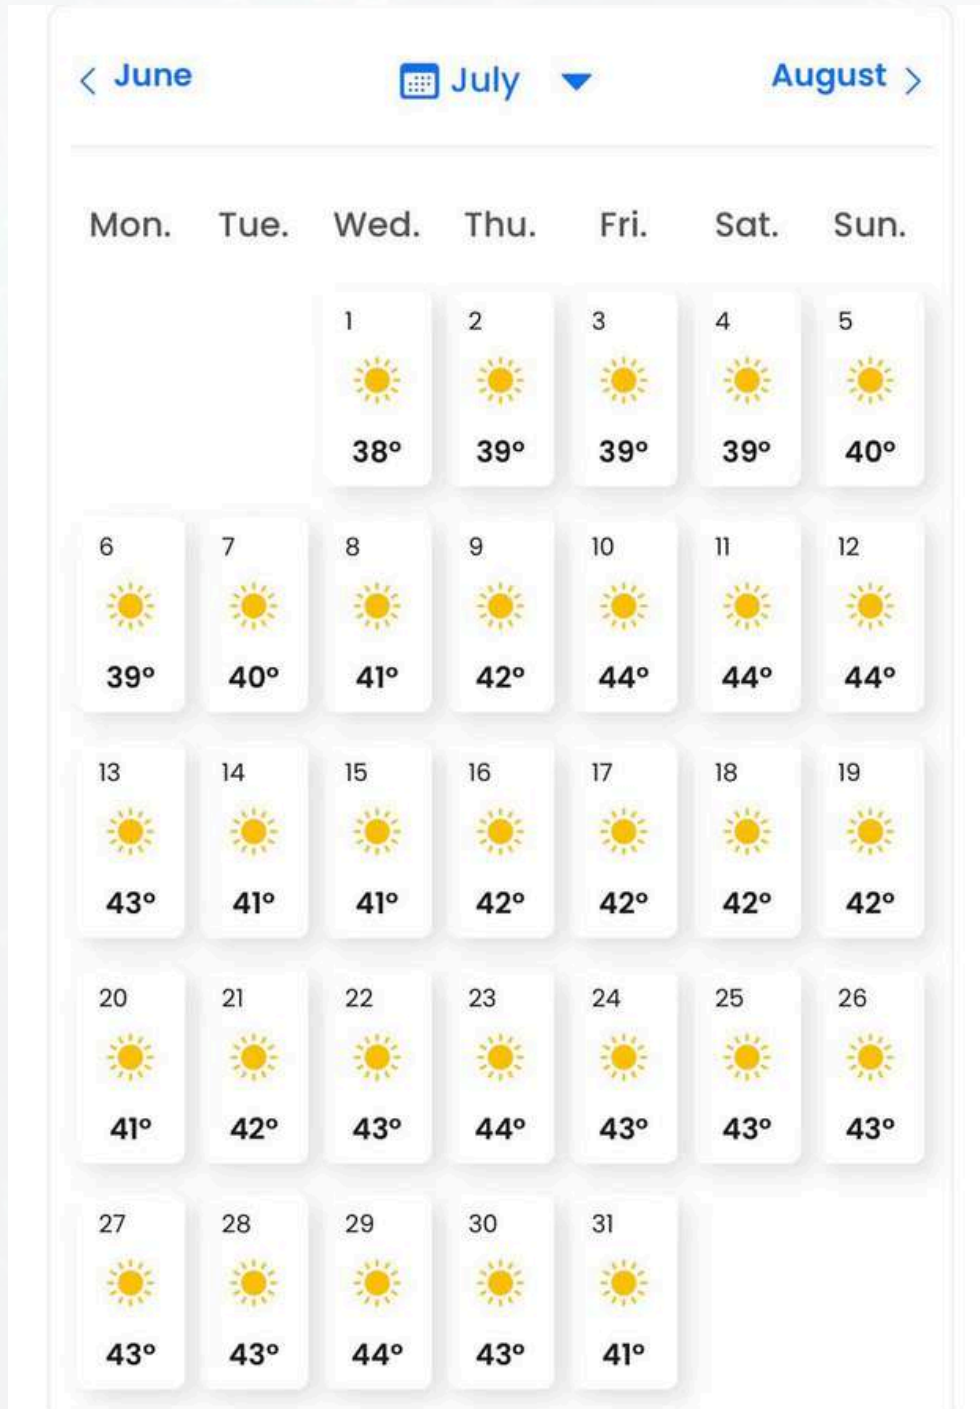 June July August
Mon. Tue. Wed. Thu. Fri. Sat. Sun.
1 2 3 4 5
38° 39° 39° 39° 40°
6 7 8 9 10 11 12
39° 40° 41° 42° 44° 44° 44°
13 14 15 16 17 18 19
43° 41° 41° 42° 42° 42° 42°
20 21 22 23 24 25 26
41° 42° 43° 44° 43° 43° 43°
27 28 29 30 31
43° 43° 44° 43° 41°